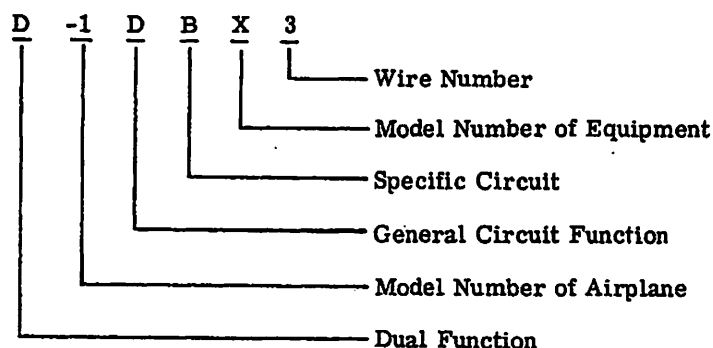 D -1 D B X 3
Wire Number
Model Number of Equipment
Specific Circuit
General Circuit Function
Model Number of Airplane
Dual Function